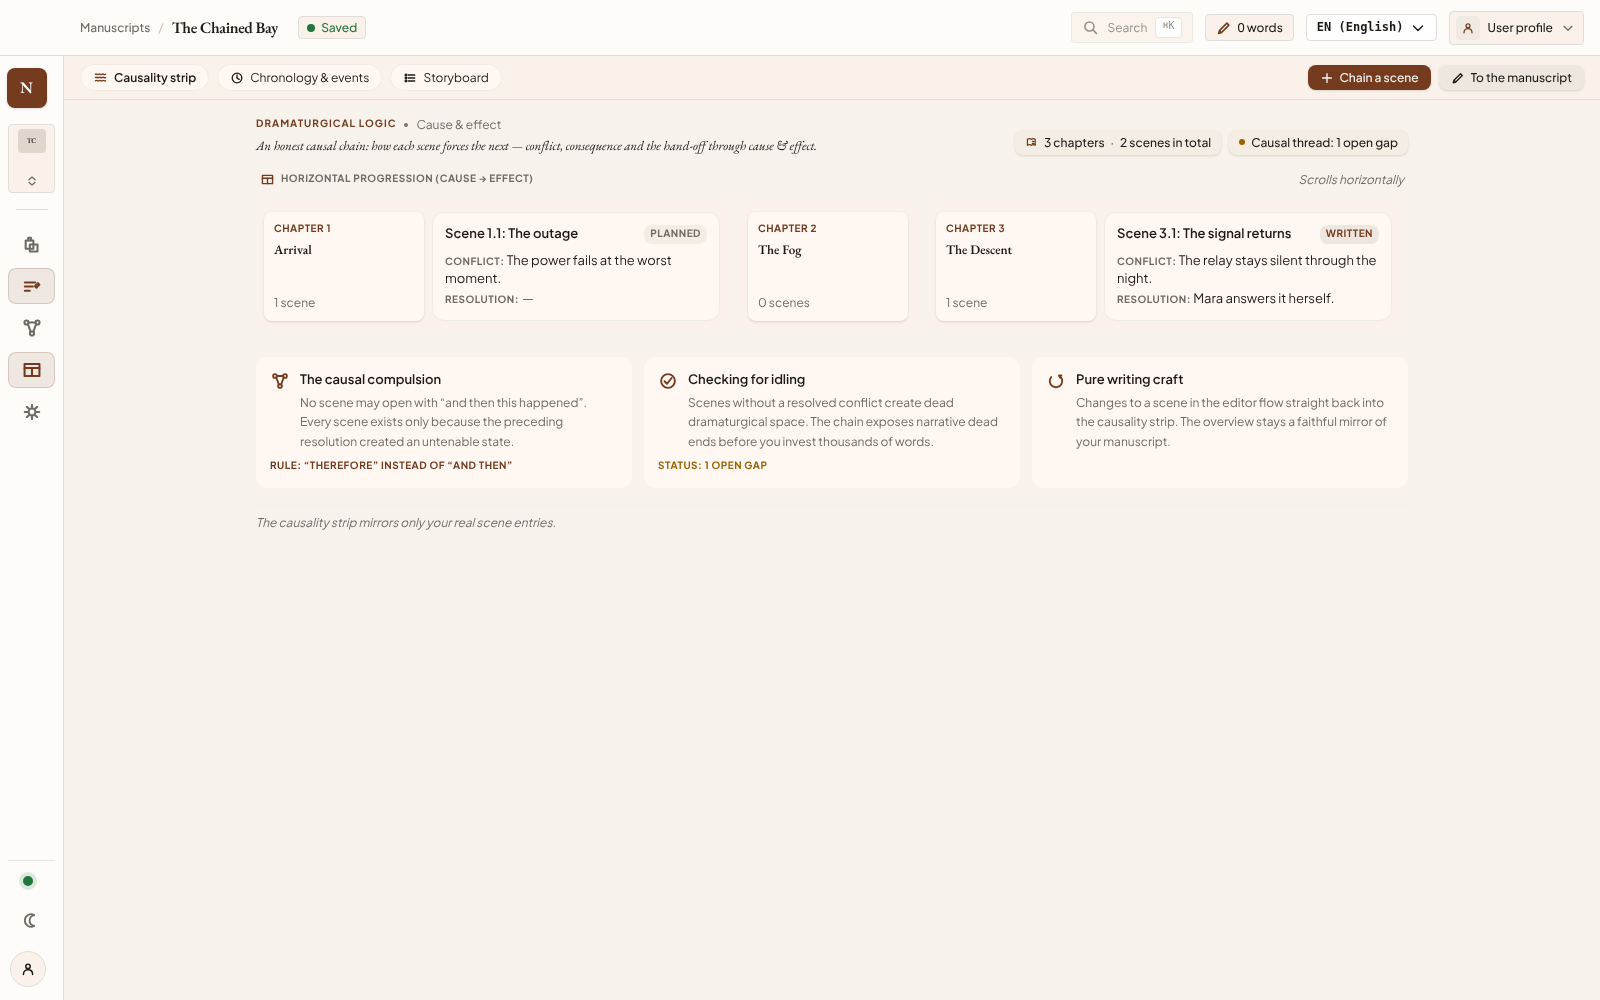 Manuscripts / The Chained Bay
Saved
Search ⌘K
0 words
EN (English)
User profile
N
TC
Causality strip
Chronology & events
Storyboard
Chain a scene
To the manuscript
DRAMATURGICAL LOGIC • Cause & effect
An honest causal chain: how each scene forces the next — conflict, consequence and the hand-off through cause & effect.
3 chapters · 2 scenes in total
Causal thread: 1 open gap
HORIZONTAL PROGRESSION (CAUSE → EFFECT)
Scrolls horizontally
CHAPTER 1
Arrival
1 scene
Scene 1.1: The outage
PLANNED
CONFLICT: The power fails at the worst
moment.
RESOLUTION: —
CHAPTER 2
The Fog
0 scenes
CHAPTER 3
The Descent
1 scene
Scene 3.1: The signal returns
WRITTEN
CONFLICT: The relay stays silent through the
night.
RESOLUTION: Mara answers it herself.
The causal compulsion
No scene may open with “and then this happened”.
Every scene exists only because the preceding
resolution created an untenable state.
RULE: “THEREFORE” INSTEAD OF “AND THEN”
Checking for idling
Scenes without a resolved conflict create dead
dramaturgical space. The chain exposes narrative dead
ends before you invest thousands of words.
STATUS: 1 OPEN GAP
Pure writing craft
Changes to a scene in the editor flow straight back into
the causality strip. The overview stays a faithful mirror of
your manuscript.
The causality strip mirrors only your real scene entries.